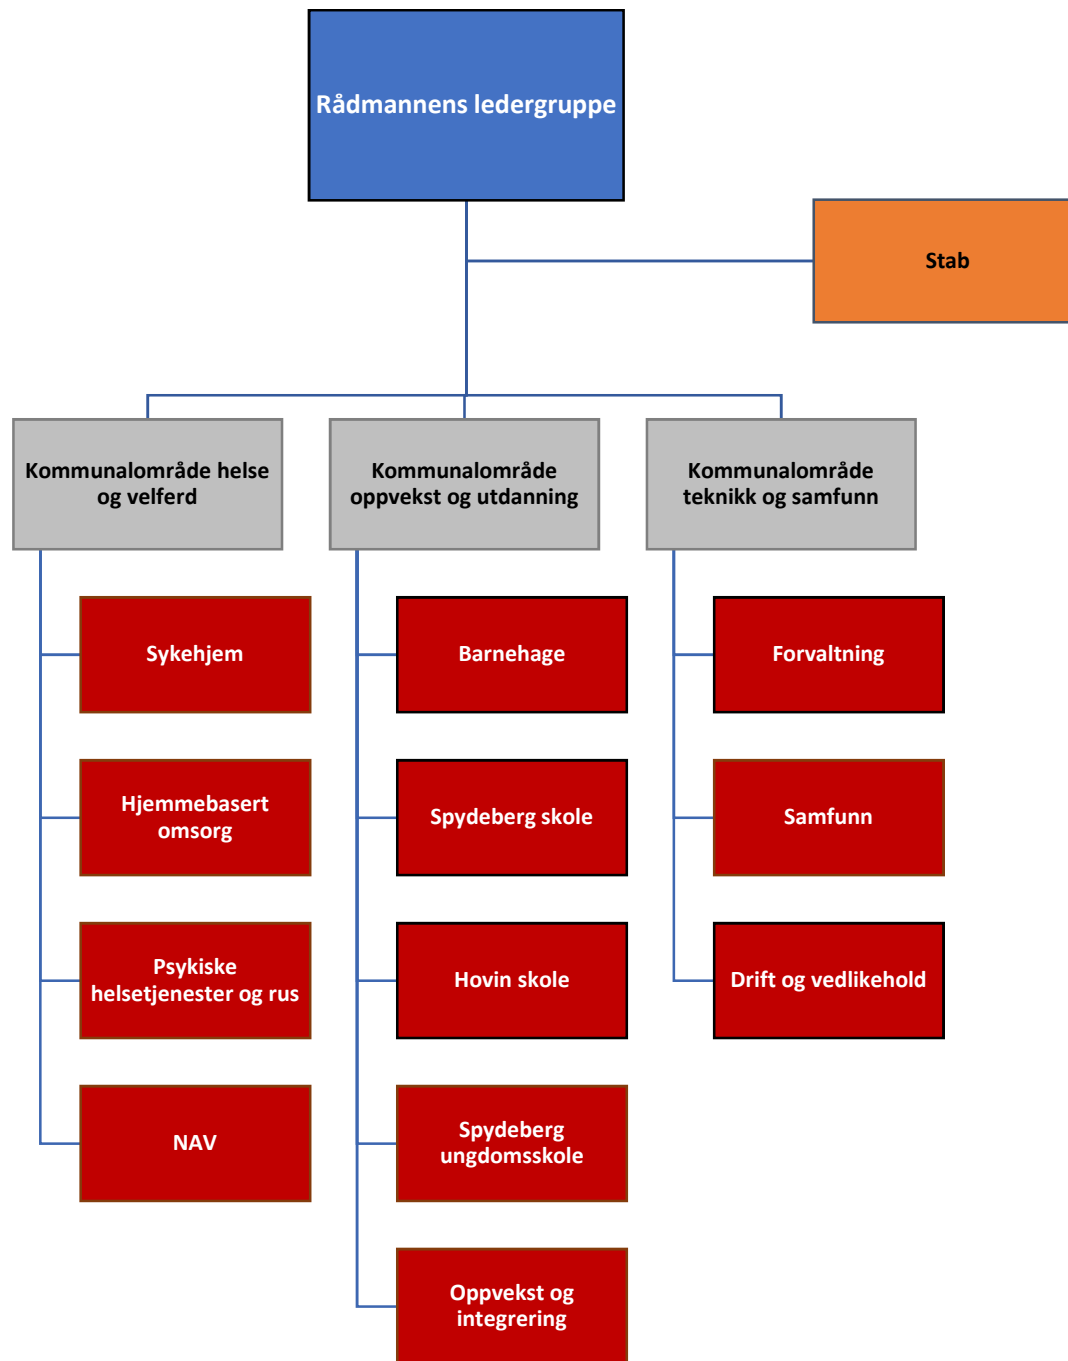 Rådmannens ledergruppe
Stab
Kommunalområde helse
og velferd
Kommunalområde
oppvekst og utdanning
Kommunalområde
teknikk og samfunn
Sykehjem
Hjemmebasert
omsorg
Psykiske
helsetjenester og rus
NAV
Barnehage
Spydeberg skole
Hovin skole
Spydeberg
ungdomsskole
Oppvekst og
integrering
Forvaltning
Samfunn
Drift og vedlikehold